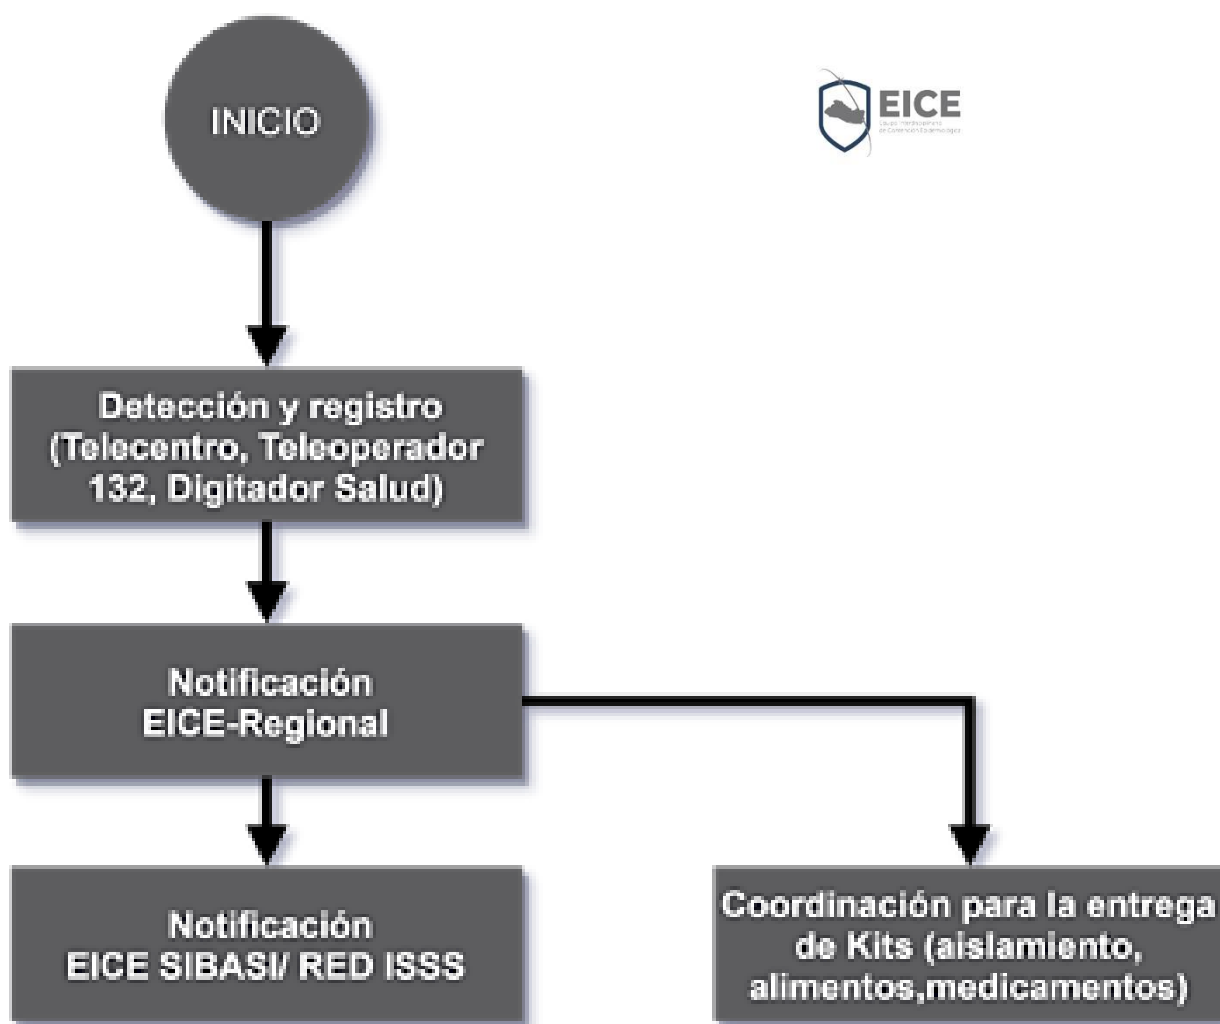 INICIO
EICE
Detección y registro
(Telecentro, Teleoperador
132, Digitador Salud)
Notificación
EICE-Regional
Notificación
EICE SIBASI/ RED ISSS
Coordinación para la entrega
de Kits (aislamiento,
alimentos,medicamentos)